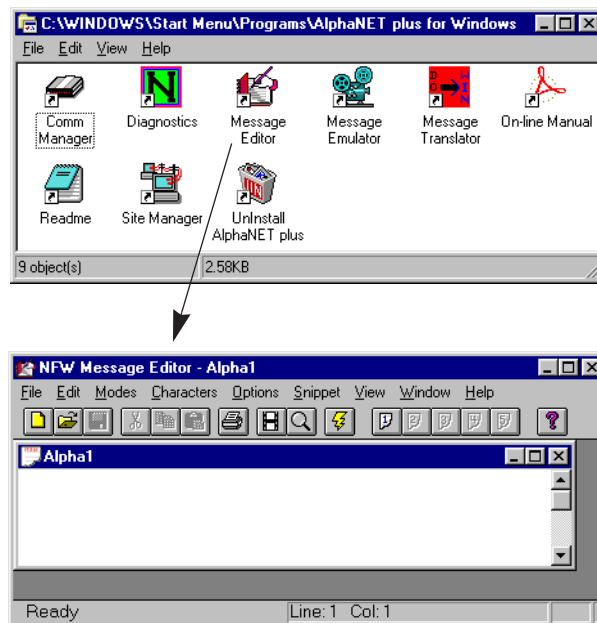 C:\WINDOWS\Start Menu\Programs\AlphaNET plus for Windows
File Edit View Help
Comm Manager
Diagnostics
Message Editor
Message Emulator
Message Translator
On-line Manual
Readme
Site Manager
UnInstall AlphaNET plus
9 object(s) 2.58KB
NFW Message Editor - Alpha1
File Edit Modes Characters Options Snippet View Window Help
Alpha1
Ready Line: 1 Col: 1